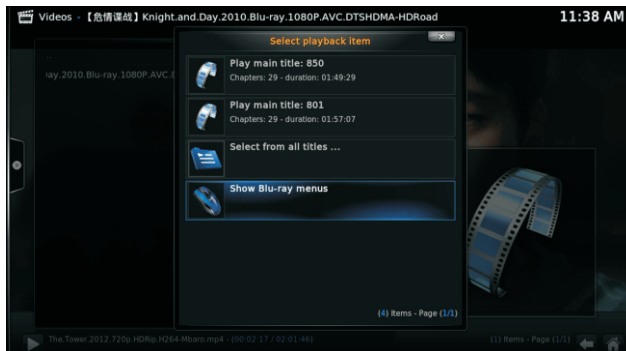 Videos - 【危情谍战】Knight.and.Day.2010.Blu-ray.1080P.AVC.DTSHDMA-HDRoad
11:38 AM
Select playback item
..
ay.2010.Blu-ray.1080P.AVC.
Play main title: 850
Chapters: 29 - duration: 01:49:29
Play main title: 801
Chapters: 29 - duration: 01:57:07
Select from all titles ...
Show Blu-ray menus
(4) Items - Page (1/1)
The.Tower.2012.720p.HDRip.H264-Mbaro.mp4 - (00:02:17 / 02:01:46)
(1) Items - Page (1/1)